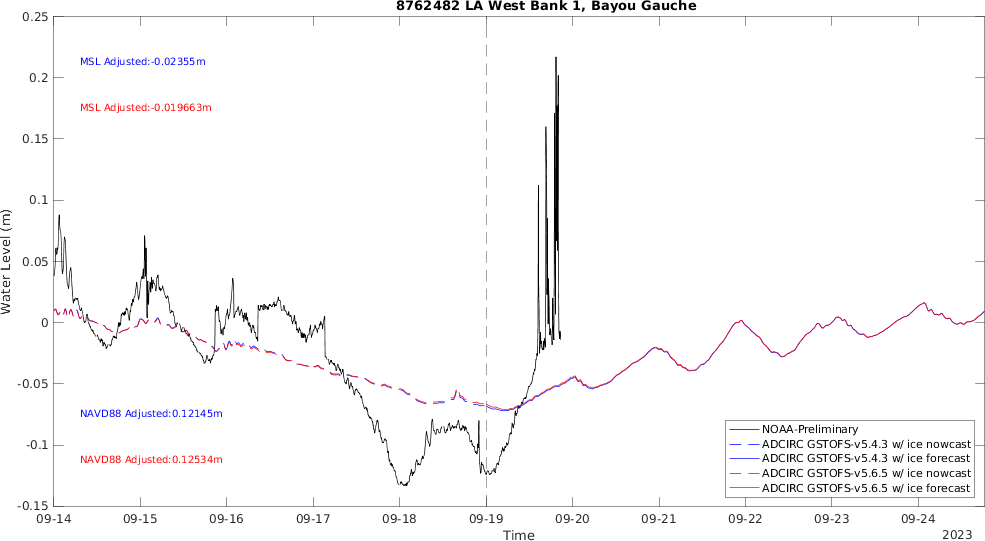 8762482 LA West Bank 1, Bayou Gauche
0.25
0.2
0.15
0.1
0.05
0
-0.05
-0.1
-0.15
Water Level (m)
MSL Adjusted:-0.02355m
MSL Adjusted:-0.019663m
NAVD88 Adjusted:0.12145m
NAVD88 Adjusted:0.12534m
NOAA-Preliminary
ADCIRC GSTOFS-v5.4.3 w/ ice nowcast
ADCIRC GSTOFS-v5.4.3 w/ ice forecast
ADCIRC GSTOFS-v5.6.5 w/ ice nowcast
ADCIRC GSTOFS-v5.6.5 w/ ice forecast
09-14 09-15 09-16 09-17 09-18 09-19 09-20 09-21 09-22 09-23 09-24
Time
2023